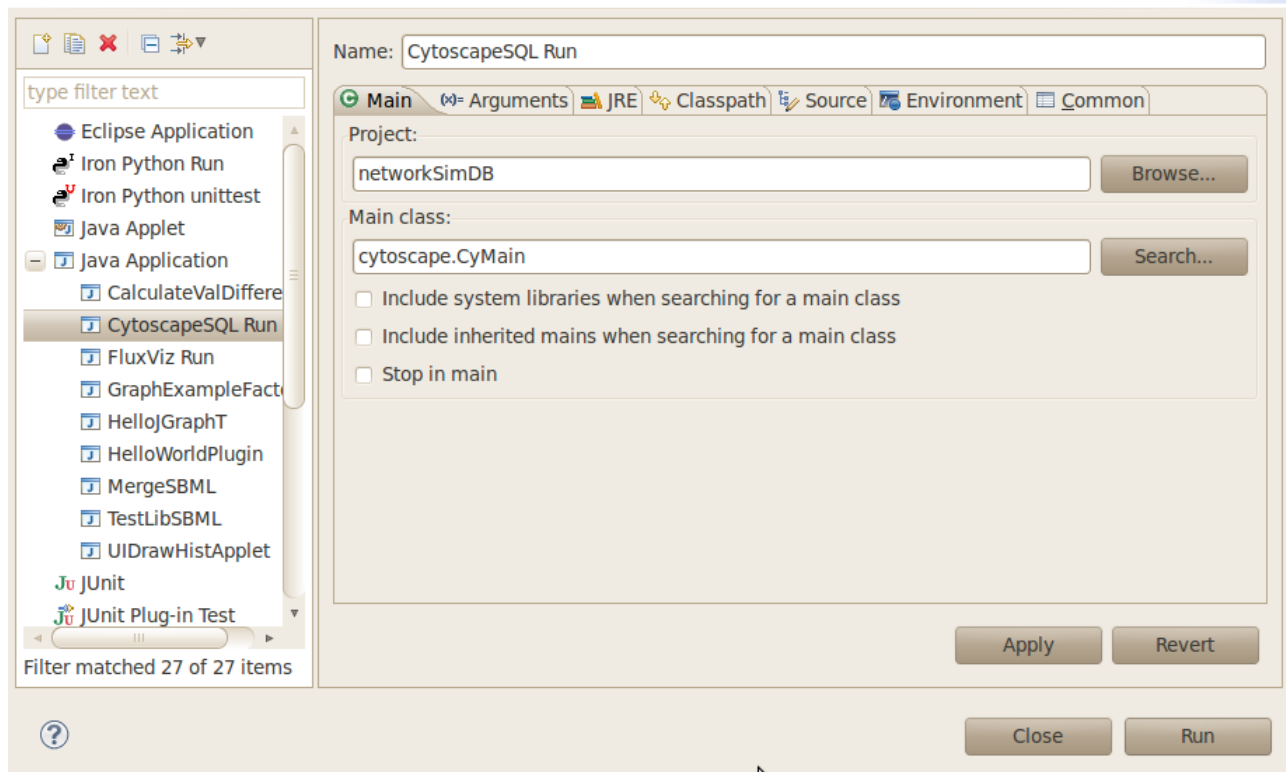 type filter text
Eclipse Application
Iron Python Run
Iron Python unittest
Java Applet
Java Application
CalculateValDiffere
CytoscapeSQL Run
FluxViz Run
GraphExampleFact
HelloJGraphT
HelloWorldPlugin
MergeSBML
TestLibSBML
UIDrawHistApplet
JUnit
JUnit Plug-in Test
Filter matched 27 of 27 items
Name: CytoscapeSQL Run
Main (x)= Arguments JRE Classpath Source Environment Common
Project:
networkSimDB Browse...
Main class:
cytoscape.CyMain Search...
Include system libraries when searching for a main class
Include inherited mains when searching for a main class
Stop in main
Apply Revert
Close Run